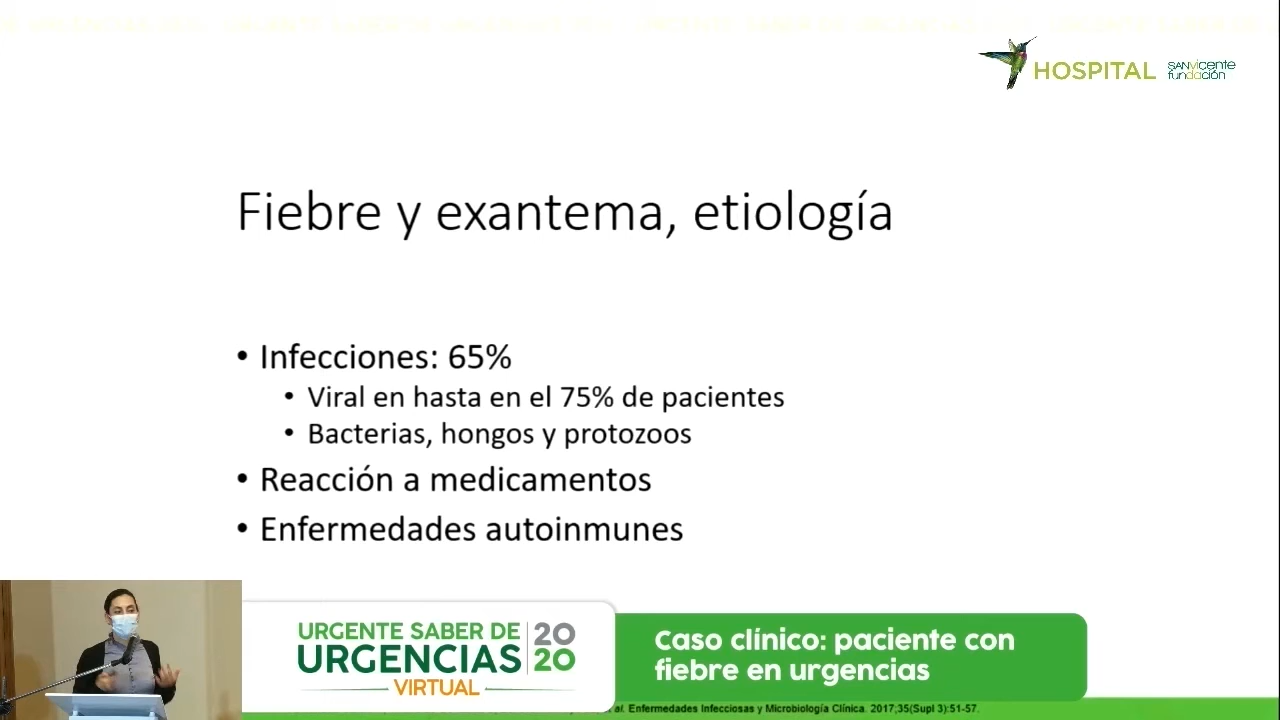 HOSPITAL
SANVICENTE
FUNDACIÓN
Fiebre y exantema, etiología
• Infecciones: 65%
• Viral en hasta en el 75% de pacientes
• Bacterias, hongos y protozoos
• Reacción a medicamentos
• Enfermedades autoinmunes
URGENTE SABER DE
URGENCIAS
VIRTUAL
20
20
Caso clínico: paciente con
fiebre en urgencias
al. Enfermedades Infecciosas y Microbiología Clínica. 2017;35(Supl 3):51-57.